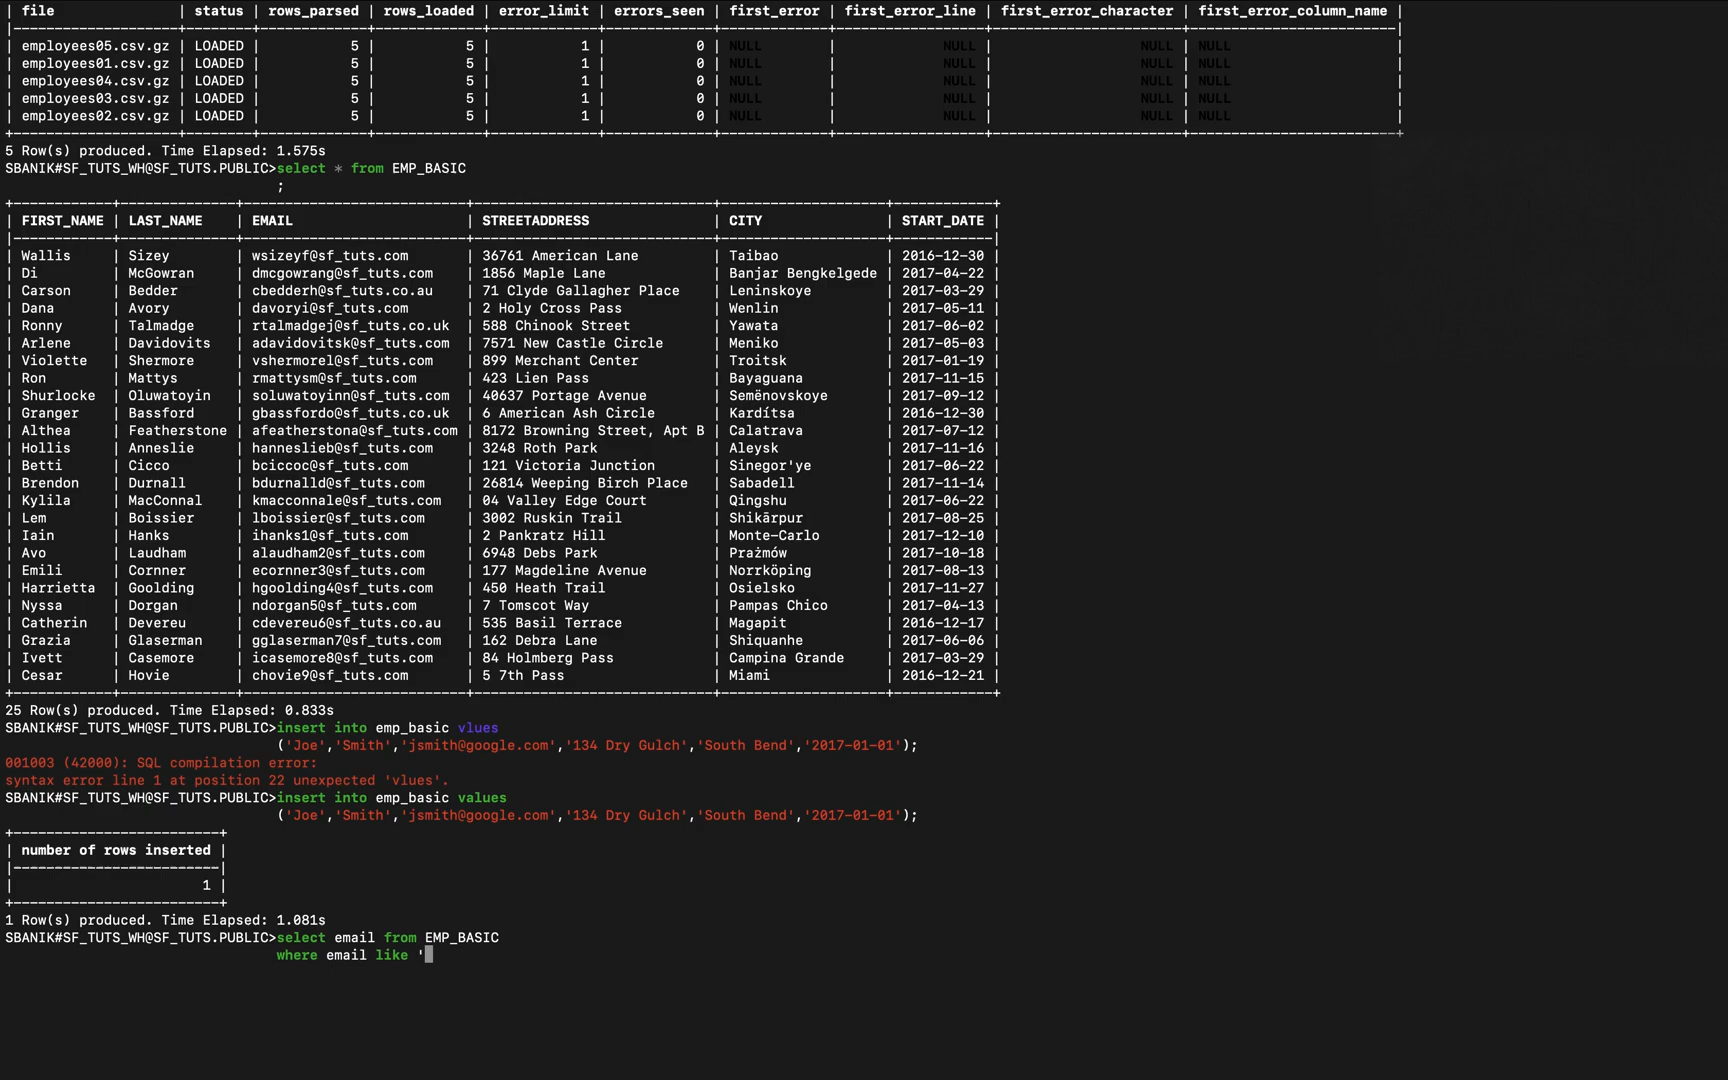 | file | status | rows_parsed | rows_loaded | error_limit | errors_seen | first_error | first_error_line | first_error_character | first_error_column_name |
| employees05.csv.gz | LOADED | 5 | 5 | 1 | 0 | NULL | NULL | NULL | NULL |
| employees01.csv.gz | LOADED | 5 | 5 | 1 | 0 | NULL | NULL | NULL | NULL |
| employees04.csv.gz | LOADED | 5 | 5 | 1 | 0 | NULL | NULL | NULL | NULL |
| employees03.csv.gz | LOADED | 5 | 5 | 1 | 0 | NULL | NULL | NULL | NULL |
| employees02.csv.gz | LOADED | 5 | 5 | 1 | 0 | NULL | NULL | NULL | NULL |
5 Row(s) produced. Time Elapsed: 1.575s
SBANIK#SF_TUTS_WH@SF_TUTS.PUBLIC>select * from EMP_BASIC
;
| FIRST_NAME | LAST_NAME | EMAIL | STREETADDRESS | CITY | START_DATE |
| Wallis | Sizey | wsizeyf@sf_tuts.com | 36761 American Lane | Taibao | 2016-12-30 |
| Di | McGowran | dmcgowrang@sf_tuts.com | 1856 Maple Lane | Banjar Bengkelgede | 2017-04-22 |
| Carson | Bedder | cbedderh@sf_tuts.co.au | 71 Clyde Gallagher Place | Leninskoye | 2017-03-29 |
| Dana | Avory | davoryi@sf_tuts.com | 2 Holy Cross Pass | Wenlin | 2017-05-11 |
| Ronny | Talmadge | rtalmadgej@sf_tuts.co.uk | 588 Chinook Street | Yawata | 2017-06-02 |
| Arlene | Davidovits | adavidovitsk@sf_tuts.com | 7571 New Castle Circle | Meniko | 2017-05-03 |
| Violette | Shermore | vshermorel@sf_tuts.com | 899 Merchant Center | Troitsk | 2017-01-19 |
| Ron | Mattys | rmattysm@sf_tuts.com | 423 Lien Pass | Bayaguana | 2017-11-15 |
| Shurlocke | Oluwatoyin | soluwatoyinn@sf_tuts.com | 40637 Portage Avenue | Semënovskoye | 2017-09-12 |
| Granger | Bassford | gbassfordo@sf_tuts.co.uk | 6 American Ash Circle | Kardítsa | 2016-12-30 |
| Althea | Featherstone | afeatherstona@sf_tuts.com | 8172 Browning Street, Apt B | Calatrava | 2017-07-12 |
| Hollis | Anneslie | hanneslieb@sf_tuts.com | 3248 Roth Park | Aleysk | 2017-11-16 |
| Betti | Cicco | bciccoc@sf_tuts.com | 121 Victoria Junction | Sinegor'ye | 2017-06-22 |
| Brendon | Durnall | bdurnalld@sf_tuts.com | 26814 Weeping Birch Place | Sabadell | 2017-11-14 |
| Kylila | MacConnal | kmacconnale@sf_tuts.com | 04 Valley Edge Court | Qingshu | 2017-06-22 |
| Lem | Boissier | lboissier@sf_tuts.com | 3002 Ruskin Trail | Shikārpur | 2017-08-25 |
| Iain | Hanks | ihanks1@sf_tuts.com | 2 Pankratz Hill | Monte-Carlo | 2017-12-10 |
| Avo | Laudham | alaudham2@sf_tuts.com | 6948 Debs Park | Prażmów | 2017-10-18 |
| Emili | Cornner | ecornner3@sf_tuts.com | 177 Magdeline Avenue | Norrköping | 2017-08-13 |
| Harrietta | Goolding | hgoolding4@sf_tuts.com | 450 Heath Trail | Osielsko | 2017-11-27 |
| Nyssa | Dorgan | ndorgan5@sf_tuts.com | 7 Tomscot Way | Pampas Chico | 2017-04-13 |
| Catherin | Devereu | cdevereu6@sf_tuts.co.au | 535 Basil Terrace | Magapit | 2016-12-17 |
| Grazia | Glaserman | gglaserman7@sf_tuts.com | 162 Debra Lane | Shiquanhe | 2017-06-06 |
| Ivett | Casemore | icasemore8@sf_tuts.com | 84 Holmberg Pass | Campina Grande | 2017-03-29 |
| Cesar | Hovie | chovie9@sf_tuts.com | 5 7th Pass | Miami | 2016-12-21 |
25 Row(s) produced. Time Elapsed: 0.833s
SBANIK#SF_TUTS_WH@SF_TUTS.PUBLIC>insert into emp_basic vlues
('Joe','Smith','jsmith@google.com','134 Dry Gulch','South Bend','2017-01-01');
001003 (42000): SQL compilation error:
syntax error line 1 at position 22 unexpected 'vlues'.
SBANIK#SF_TUTS_WH@SF_TUTS.PUBLIC>insert into emp_basic values
('Joe','Smith','jsmith@google.com','134 Dry Gulch','South Bend','2017-01-01');
| number of rows inserted |
| 1 |
1 Row(s) produced. Time Elapsed: 1.081s
SBANIK#SF_TUTS_WH@SF_TUTS.PUBLIC>select email from EMP_BASIC
where email like '